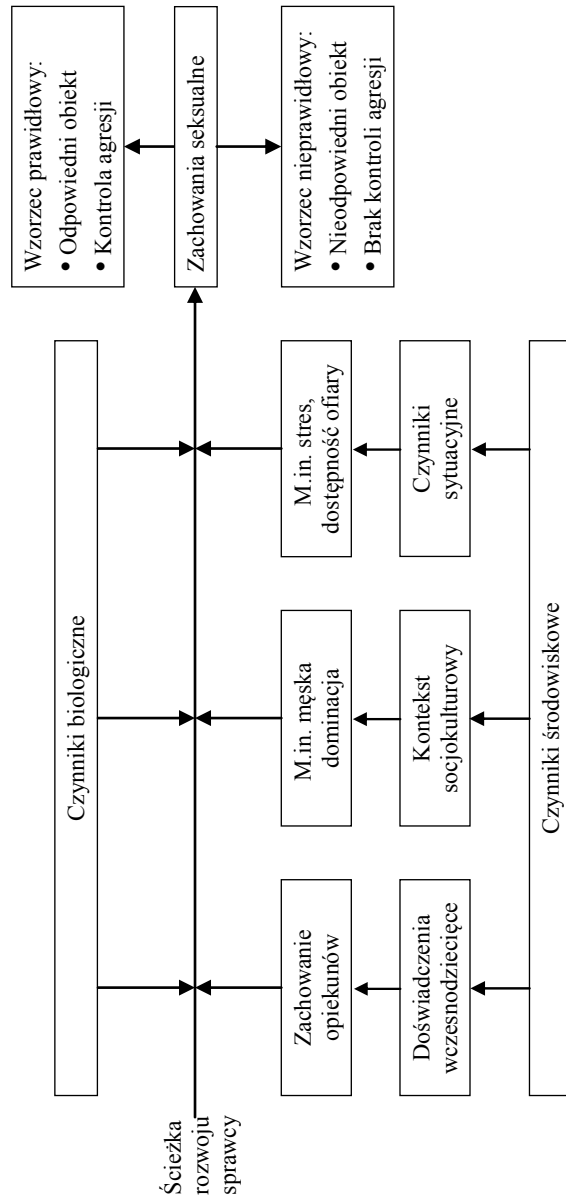 Czynniki biologiczne
Ścieżka
rozwoju
sprawcy
Zachowanie
opiekunów
Doświadczenia
wczesnodziecięce
M.in. męska
dominacja
Kontekst
socjokulturowy
M.in. stres,
dostępność ofiary
Czynniki
sytuacyjne
Czynniki środowiskowe
Wzorzec prawidłowy:
• Odpowiedni obiekt
• Kontrola agresji
Zachowania seksualne
Wzorzec nieprawidłowy:
• Nieodpowiedni obiekt
• Brak kontroli agresji